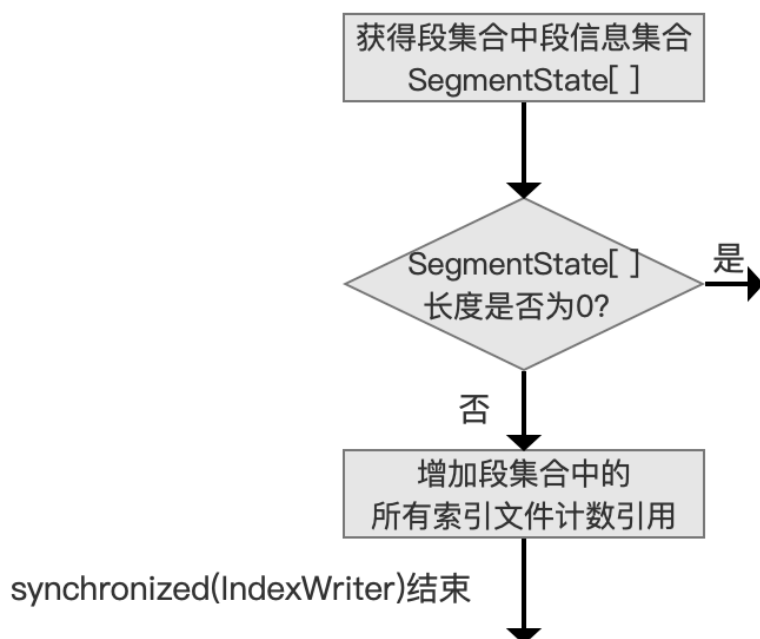 获得段集合中段信息集合
SegmentState[ ]
SegmentState[ ]
长度是否为0?
是
否
增加段集合中的
所有索引文件计数引用
synchronized(IndexWriter)结束